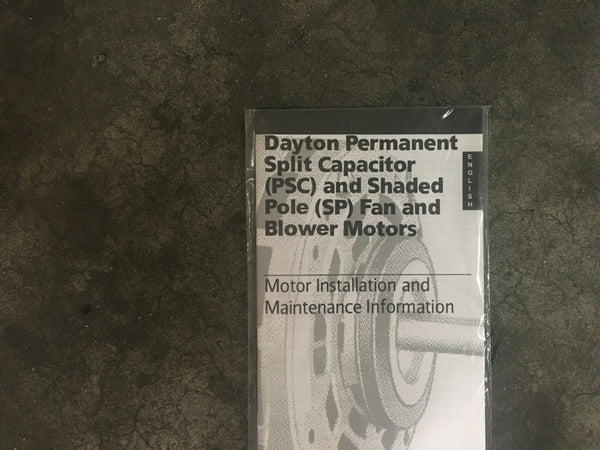 Dayton Permanent
Split Capacitor
(PSC) and Shaded
Pole (SP) Fan and
Blower Motors
ENGLISH
Motor Installation and
Maintenance Information